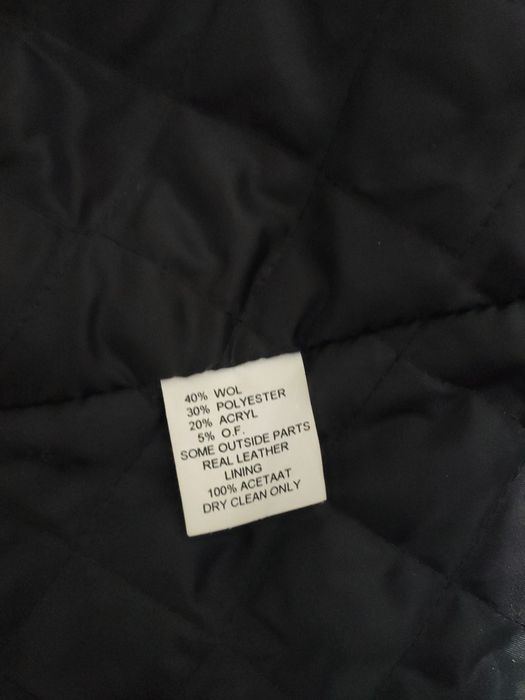 40% WOL
30% POLYESTER
20% ACRYL
5% O.F.
SOME OUTSIDE PARTS
REAL LEATHER
LINING
100% ACETAAT
DRY CLEAN ONLY